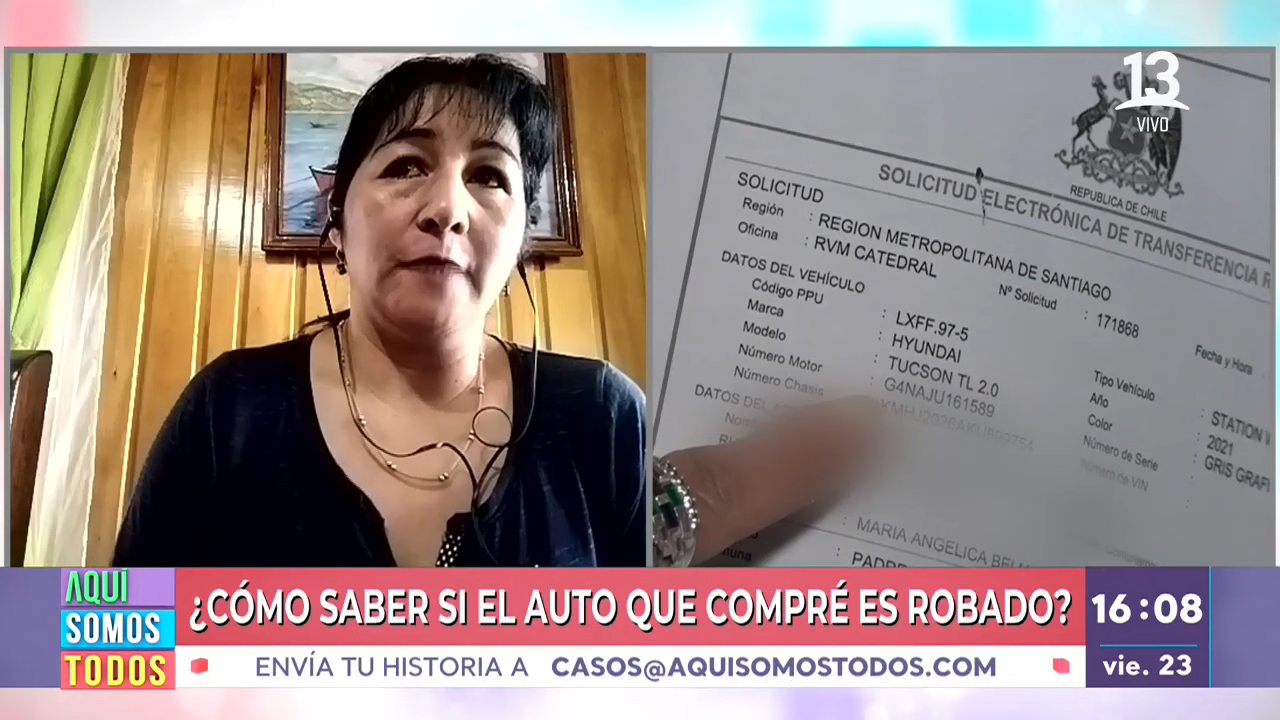 13
VIVO
REPUBLICA DE CHILE
SOLICITUD ELECTRÓNICA DE TRANSFERENCIA
SOLICITUD
Región : REGION METROPOLITANA DE SANTIAGO
Oficina : RVM CATEDRAL
Nº Solicitud : 171868
Fecha y Hora
DATOS DEL VEHÍCULO
Código PPU : LXFF.97-5
Marca : HYUNDAI
Modelo : TUCSON TL 2.0
Número Motor : G4NAJU161589
Número Chasis
Tipo Vehículo : STATION
Año : 2021
Color : GRIS
Número de Serie
Número de VIN
DATOS DEL
: MARIA ANGELICA
: 
AQUÍ
SOMOS
TODOS
¿CÓMO SABER SI EL AUTO QUE COMPRÉ ES ROBADO?
ENVÍA TU HISTORIA A CASOS@AQUISOMOSTODOS.COM
16:08
vie. 23